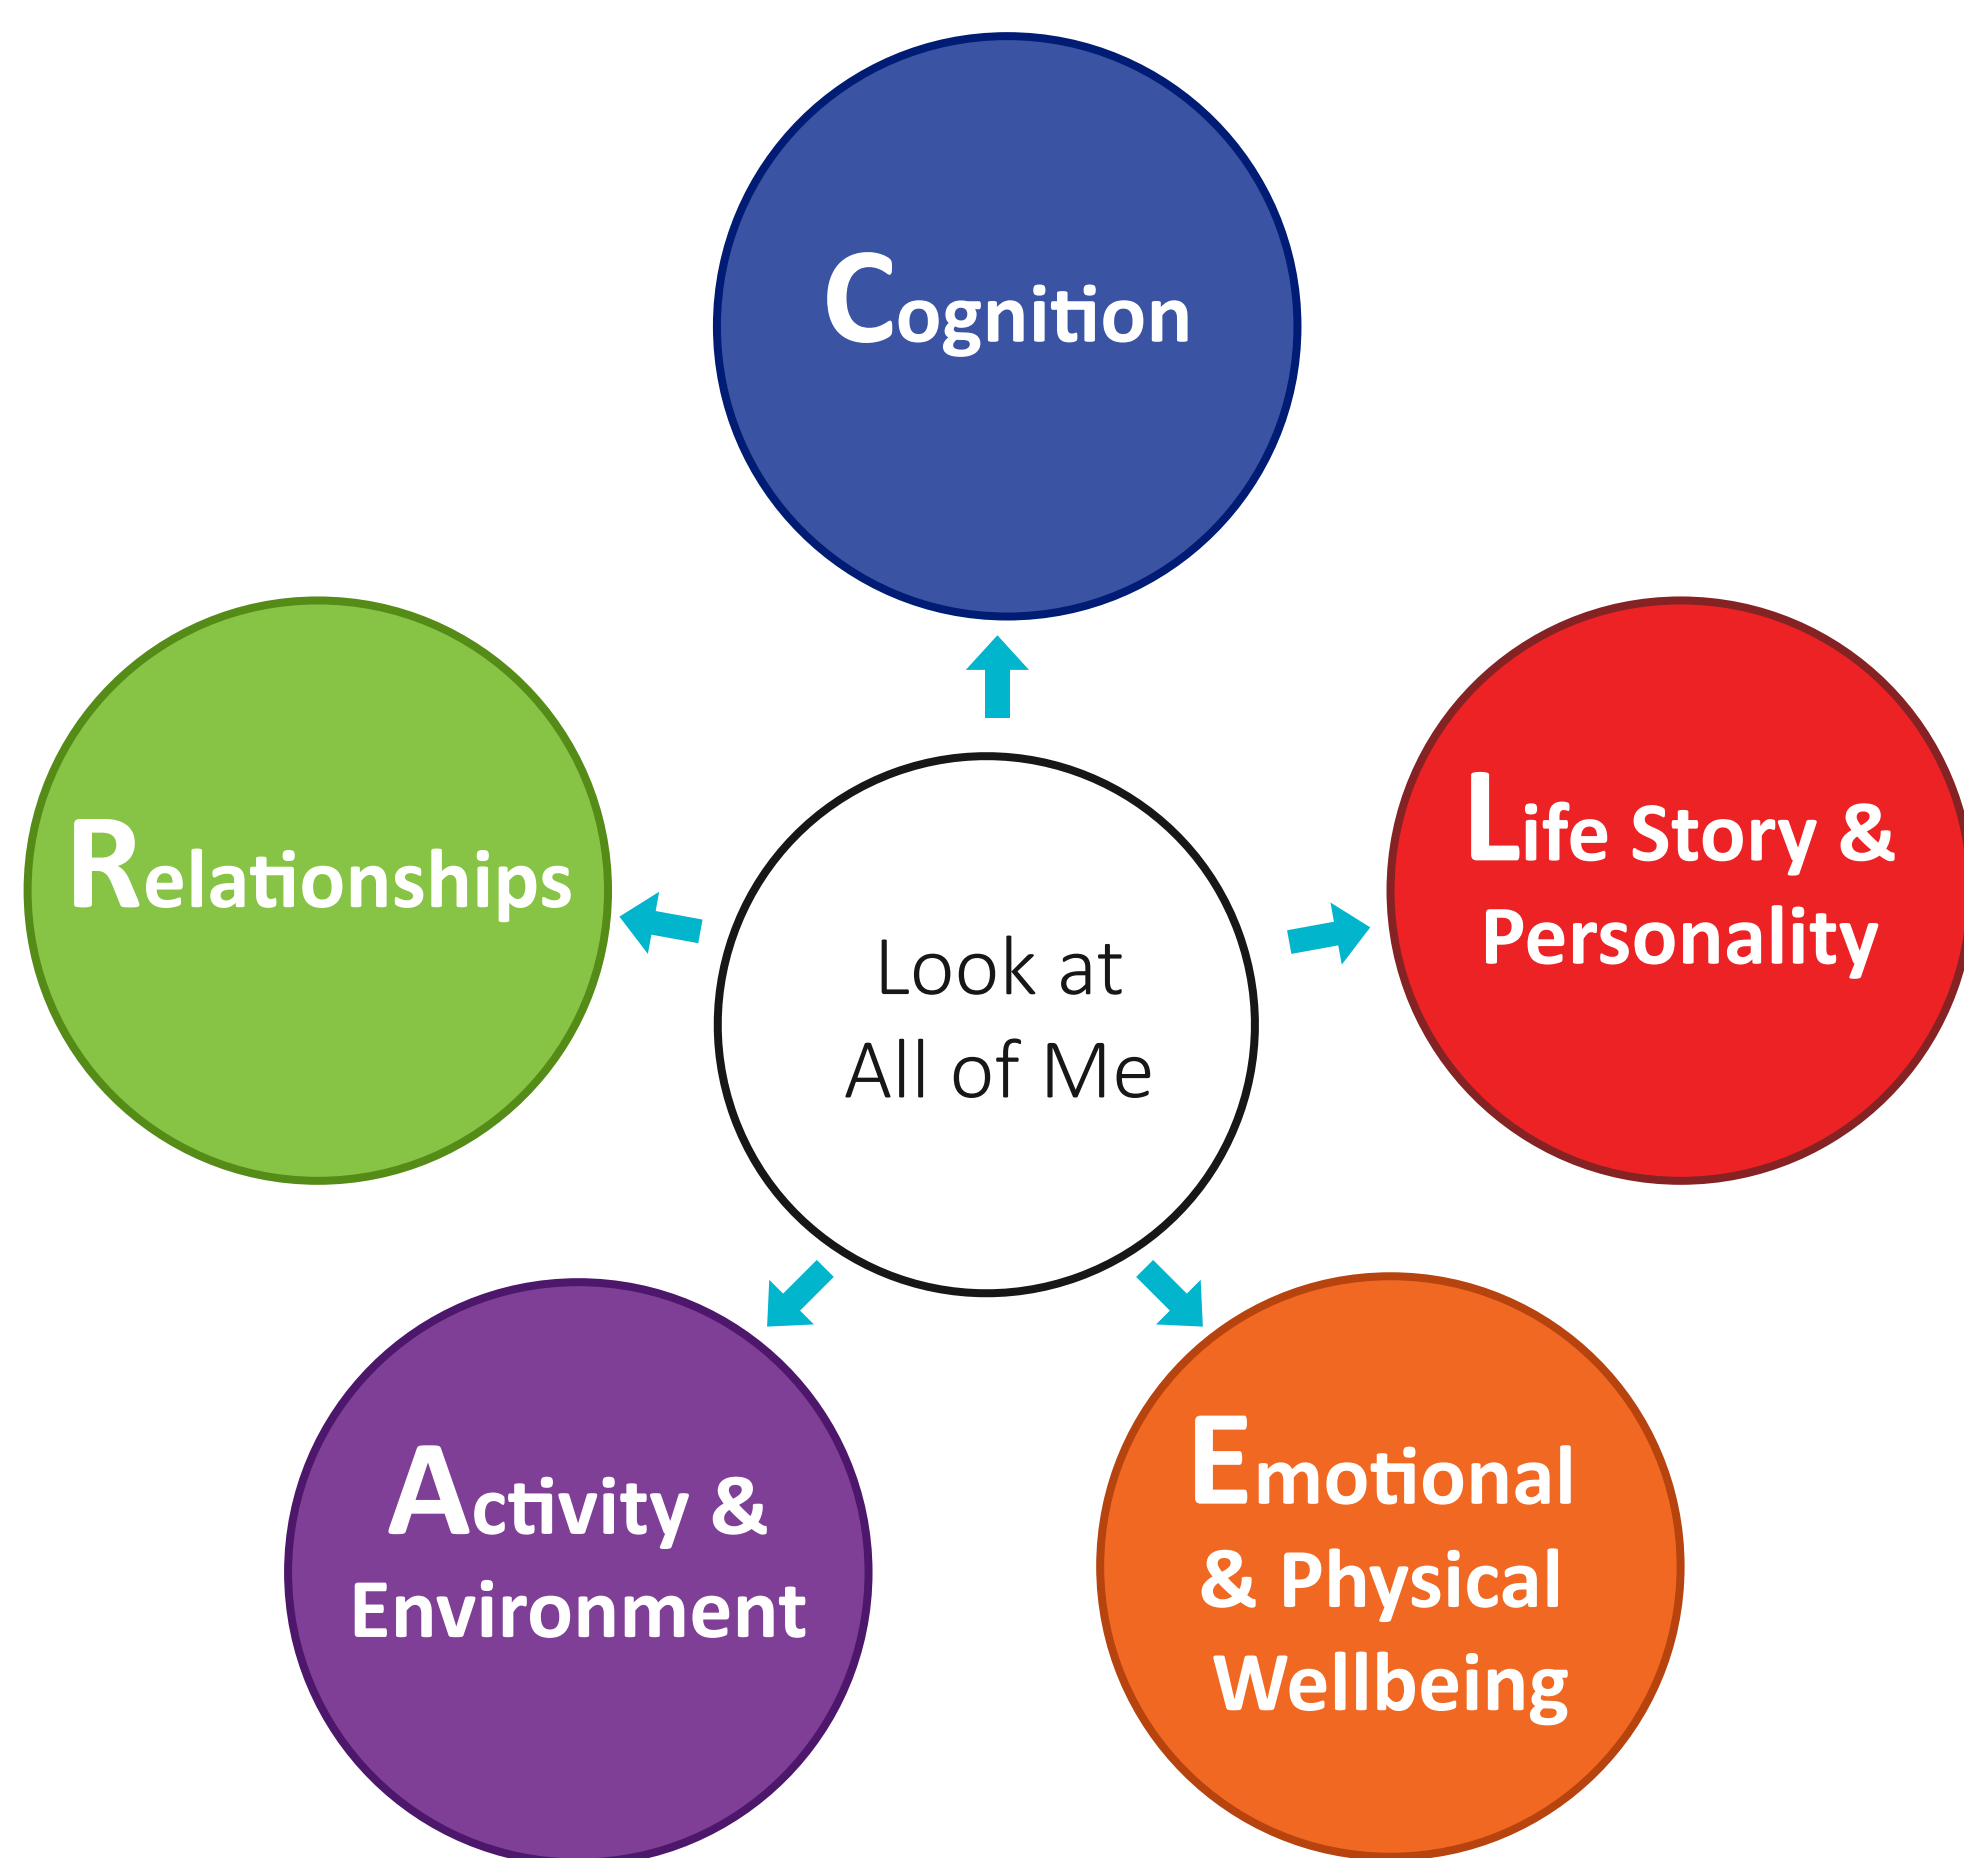 Cognition
Life Story &
Personality
Emotional
& Physical
Wellbeing
Activity &
Environment
Relationships
Look at
All of Me